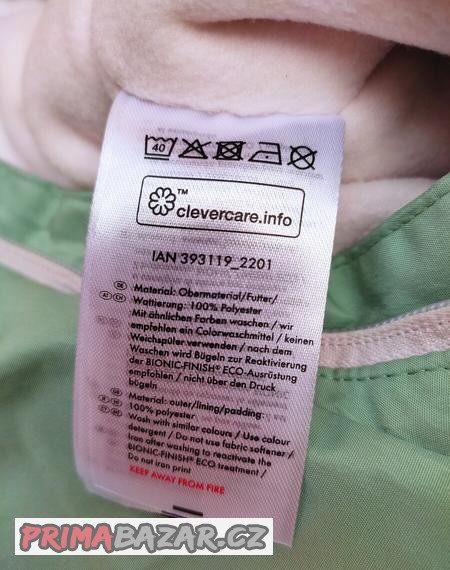 40
clevercare.info™
IAN 393119_2201
DE
AT CH
Material: Obermaterial/Futter/
Wattierung: 100% Polyester
Mit ähnlichen Farben waschen / wir
empfehlen ein Colorwaschmittel / keinen
Weichspüler verwenden / nach dem
Waschen wird Bügeln zur Reaktivierung
der BIONIC-FINISH® ECO-Ausrüstung
empfohlen / nicht über den Druck
bügeln
Material: outer/lining/padding:
100% polyester
Wash with similar colours / Use colour
detergent / Do not use fabric softener /
Iron after washing to reactivate the
BIONIC-FINISH® ECO treatment /
Do not iron print
KEEP AWAY FROM FIRE
PRIMABAZAR.CZ